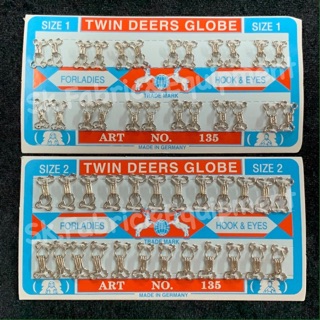 SIZE 1 TWIN DEERS GLOBE SIZE 1
FORLADIES HOOK & EYES
TRADE MARK
ART NO. 135
MADE IN GERMANY
SIZE 2 TWIN DEERS GLOBE SIZE 2
FORLADIES HOOK & EYES
TRADE MARK
ART NO. 135
MADE IN GERMANY